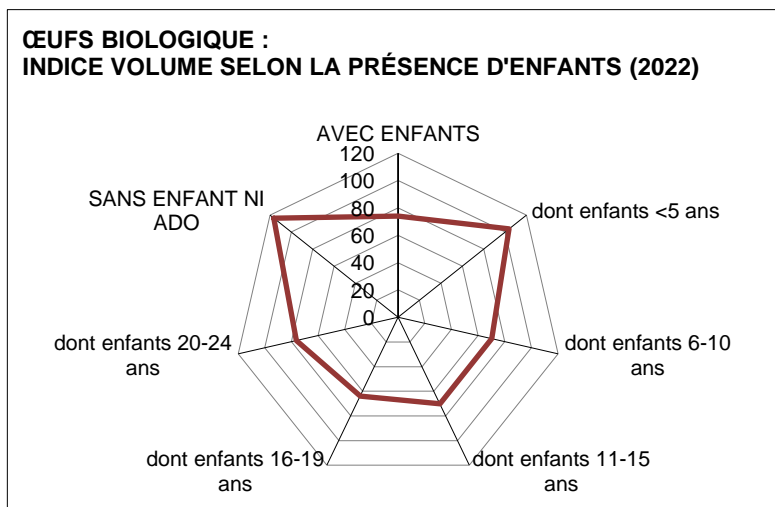 ŒUFS BIOLOGIQUE :
INDICE VOLUME SELON LA PRÉSENCE D'ENFANTS (2022)
AVEC ENFANTS
120
100
80
60
40
20
0
dont enfants <5 ans
dont enfants 6-10
ans
dont enfants 11-15
ans
dont enfants 16-19
ans
dont enfants 20-24
ans
SANS ENFANT NI
ADO